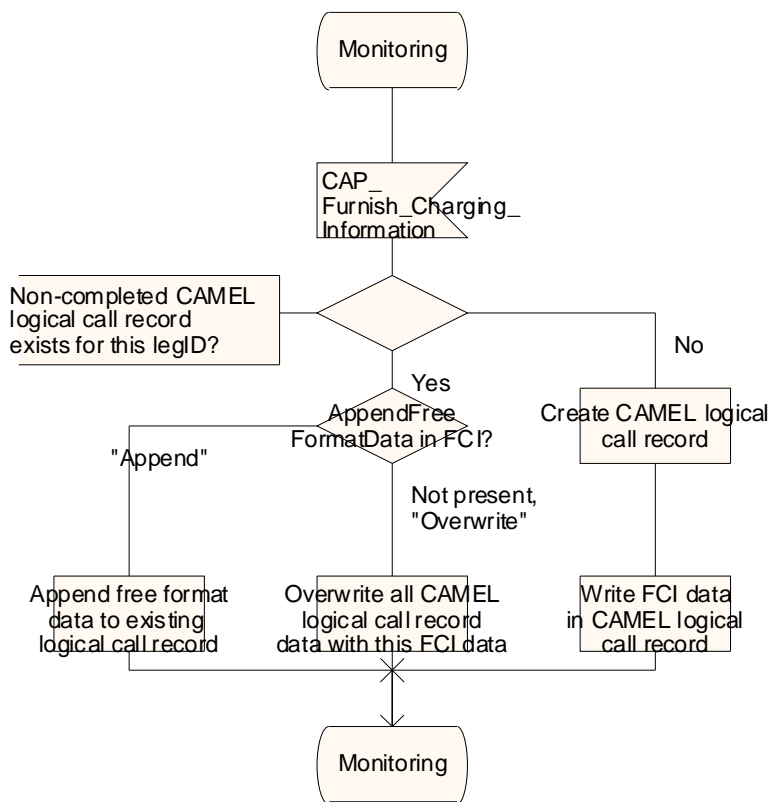 Monitoring
CAP_
Furnish_Charging_
Information
Non-completed CAMEL
logical call record
exists for this legID?
No
Yes
AppendFree
FormatData in FCI?
Create CAMEL logical
call record
"Append"
Not present,
"Overwrite"
Append free format
data to existing
logical call record
Overwrite all CAMEL
logical call record
data with this FCI data
Write FCI data
in CAMEL logical
call record
Monitoring